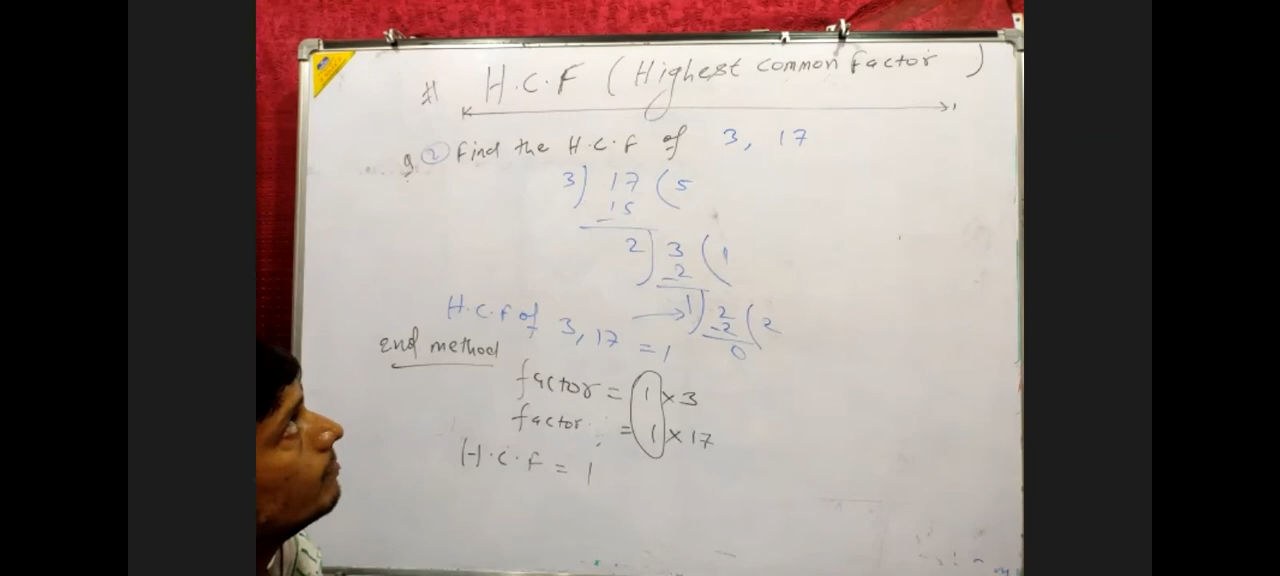 # H.C.F (Highest common factor)
Q ② Find the H.C.F of 3, 17
3) 17 (5
-15
2) 3 (1
-2
1) 2 (2
-2
0
H.C.F of 3, 17 = 1
2nd method
factor = 1 × 3
factor = 1 × 17
H.C.F = 1